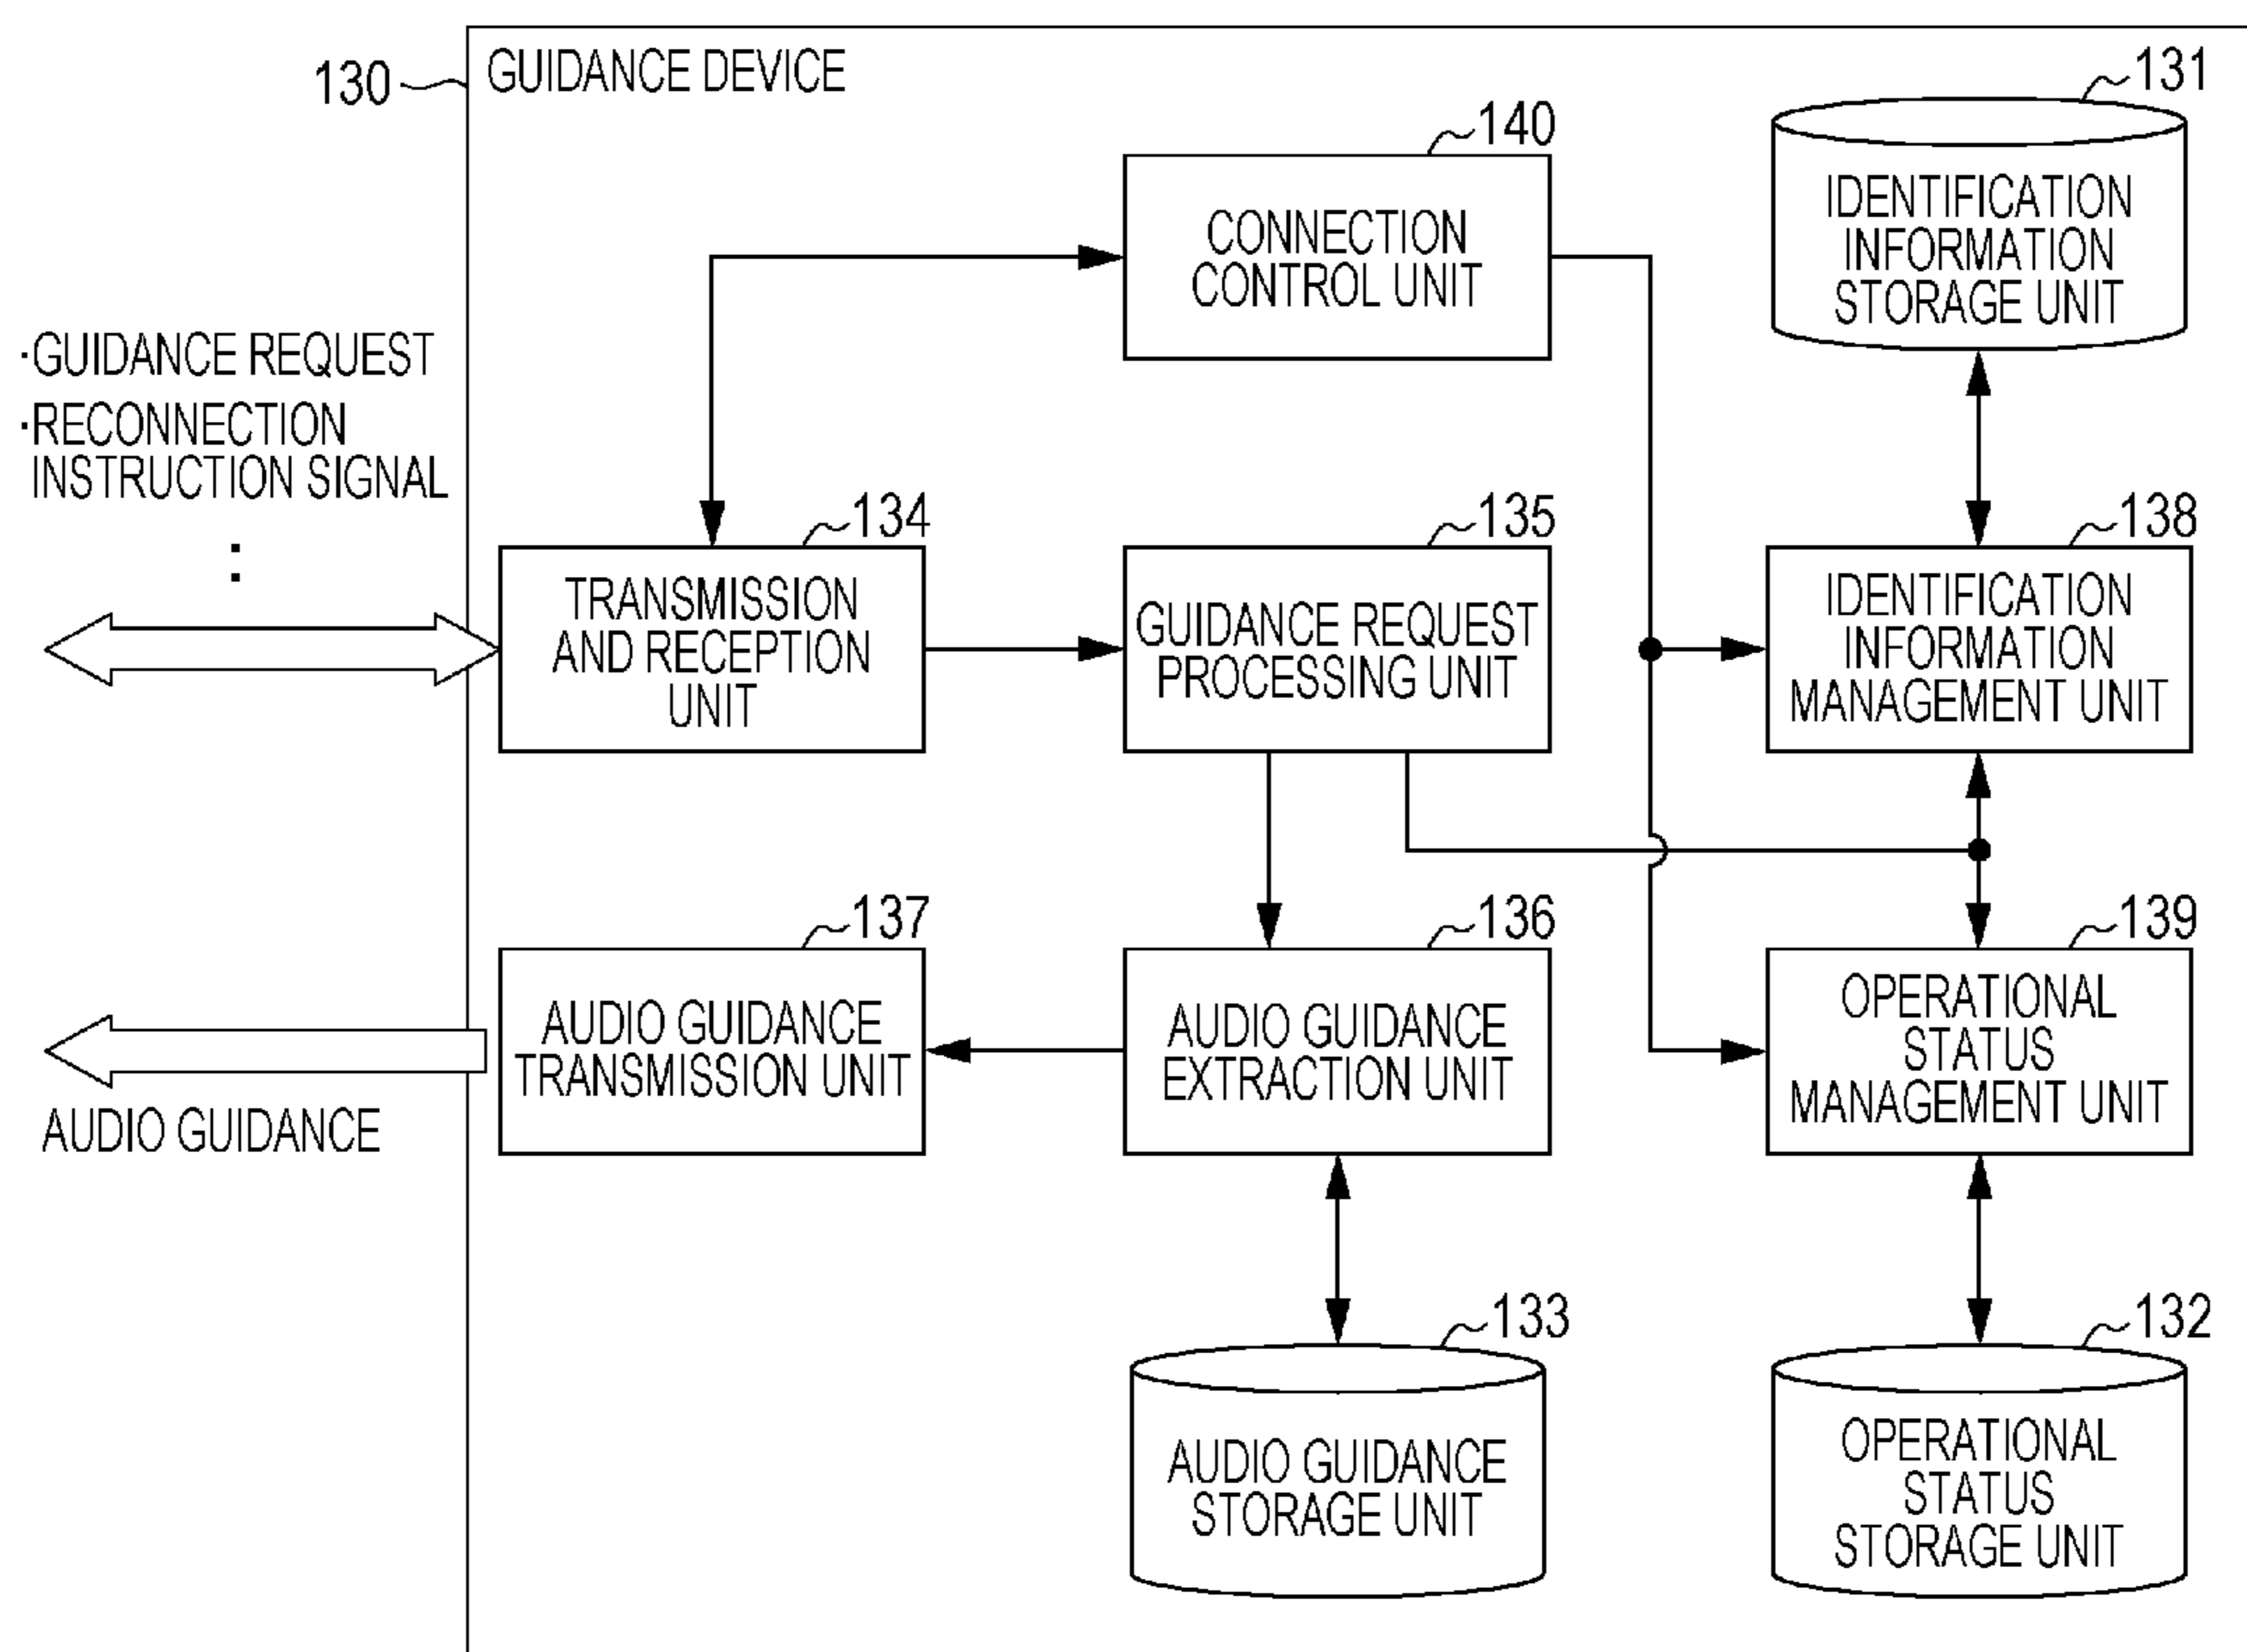 130
GUIDANCE DEVICE
140
CONNECTION
CONTROL UNIT
131
IDENTIFICATION
INFORMATION
STORAGE UNIT
·GUIDANCE REQUEST
·RECONNECTION
INSTRUCTION SIGNAL
:
134
TRANSMISSION
AND RECEPTION
UNIT
135
GUIDANCE REQUEST
PROCESSING UNIT
138
IDENTIFICATION
INFORMATION
MANAGEMENT UNIT
137
AUDIO GUIDANCE
TRANSMISSION UNIT
AUDIO GUIDANCE
136
AUDIO GUIDANCE
EXTRACTION UNIT
139
OPERATIONAL
STATUS
MANAGEMENT UNIT
133
AUDIO GUIDANCE
STORAGE UNIT
132
OPERATIONAL
STATUS
STORAGE UNIT